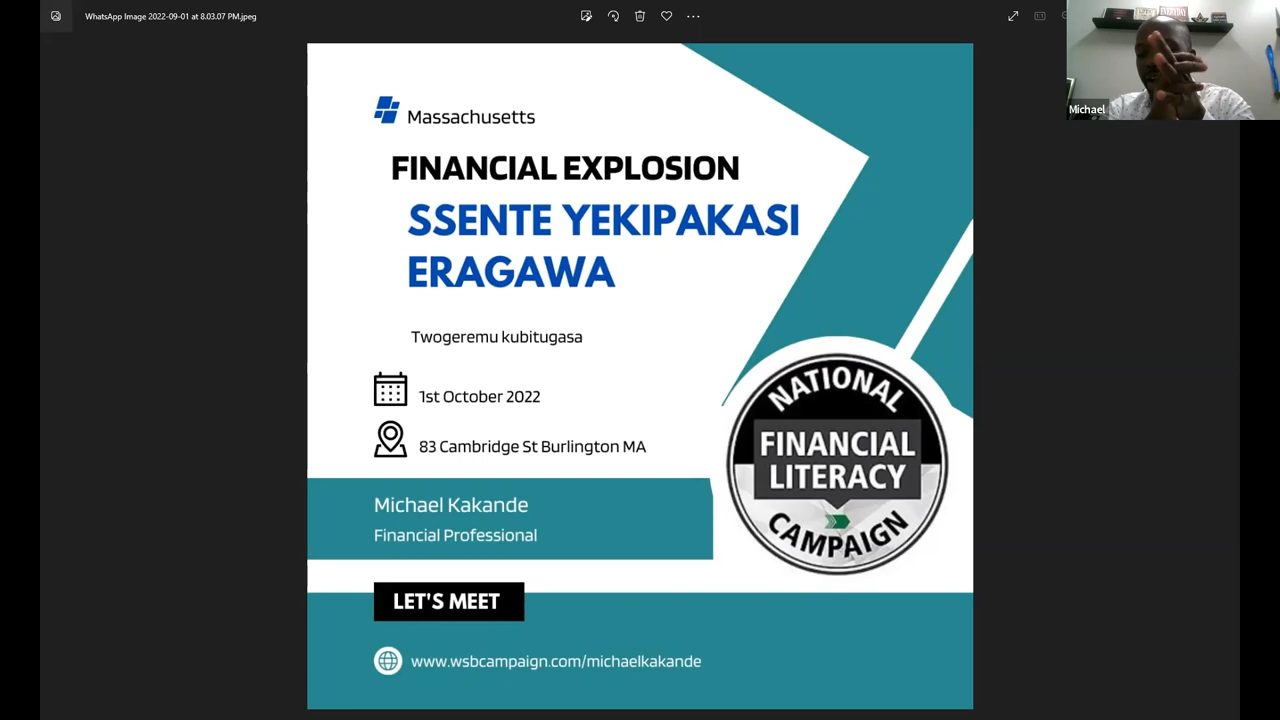 WhatsApp Image 2022-09-01 at 8.03.07 PM.jpeg
Michael
Massachusetts
FINANCIAL EXPLOSION
SSENTE YEKIPAKASI
ERAGAWA
Twogeremu kubitugasa
1st October 2022
83 Cambridge St Burlington MA
Michael Kakande
Financial Professional
NATIONAL
FINANCIAL
LITERACY
CAMPAIGN
LET'S MEET
www.wsbcampaign.com/michaelkakande